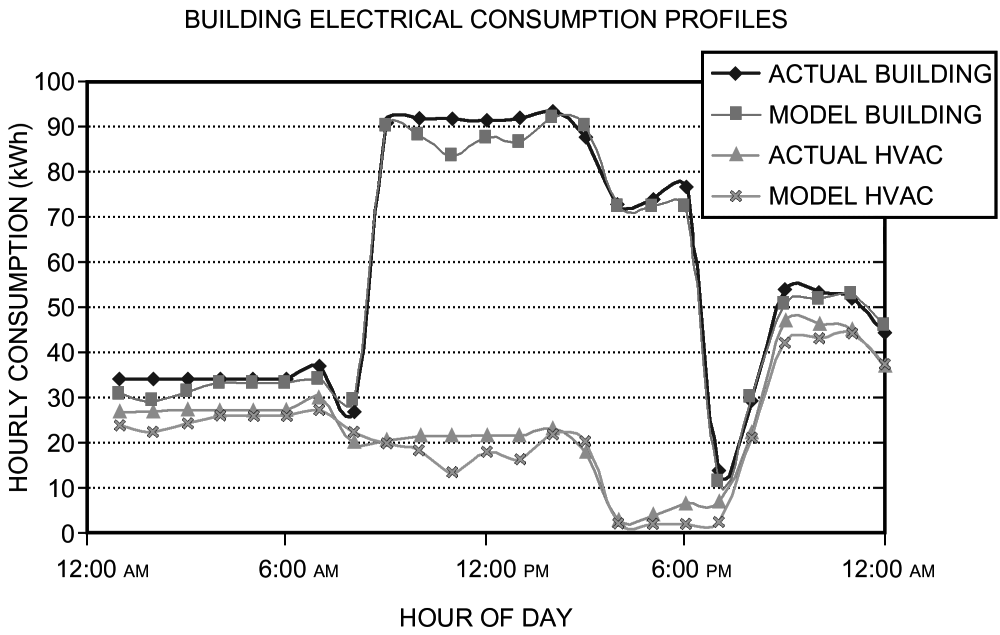 BUILDING ELECTRICAL CONSUMPTION PROFILES
ACTUAL BUILDING
MODEL BUILDING
ACTUAL HVAC
MODEL HVAC
HOURLY CONSUMPTION (kWh)
100
90
80
70
60
50
40
30
20
10
0
12:00 AM 6:00 AM 12:00 PM 6:00 PM 12:00 AM
HOUR OF DAY